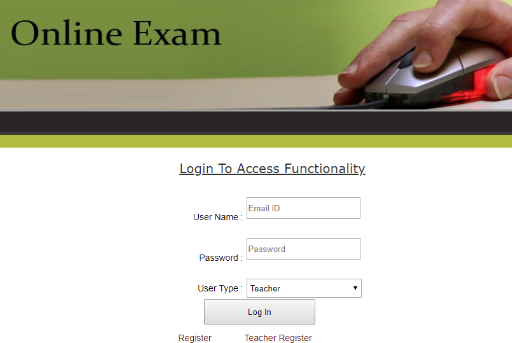 Online Exam
Login To Access Functionality
User Name : Email ID
Password : Password
User Type : Teacher
Log In
Register Teacher Register